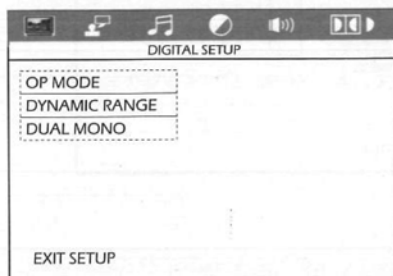 DIGITAL SETUP
OP MODE
DYNAMIC RANGE
DUAL MONO
EXIT SETUP